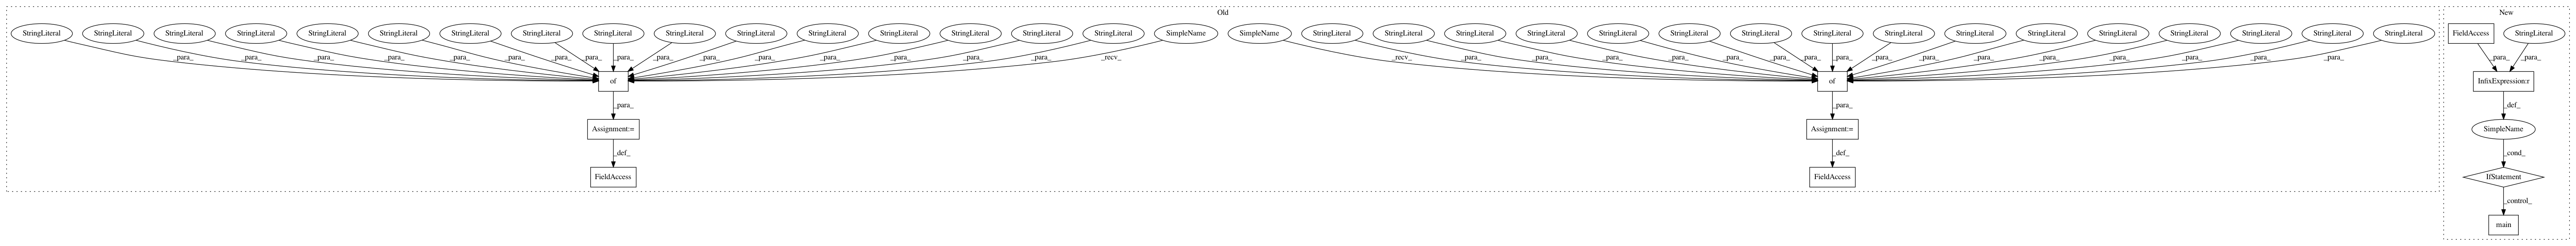 Old New
StringLiteral StringLiteral StringLiteral StringLiteral StringLiteral StringLiteral StringLiteral StringLiteral StringLiteral StringLiteral StringLiteral StringLiteral StringLiteral StringLiteral StringLiteral StringLiteral SimpleName SimpleName StringLiteral StringLiteral StringLiteral StringLiteral StringLiteral StringLiteral StringLiteral StringLiteral StringLiteral StringLiteral StringLiteral StringLiteral StringLiteral StringLiteral StringLiteral StringLiteral FieldAccess StringLiteral
_para_ _para_ _para_ _para_ _para_ _para_ _para_ _para_ _para_ _para_ _para_ _para_ _para_ _para_ _para_ _para_ _recv_ _recv_ _para_ _para_ _para_ _para_ _para_ _para_ _para_ _para_ _para_ _para_ _para_ _para_ _para_ _para_ _para_ _para_ _para_ _para_
of of InfixExpression:r
_para_ _para_ _def_
Assignment:= Assignment:= SimpleName
_def_ _def_ _cond_
FieldAccess FieldAccess IfStatement
_control_
main